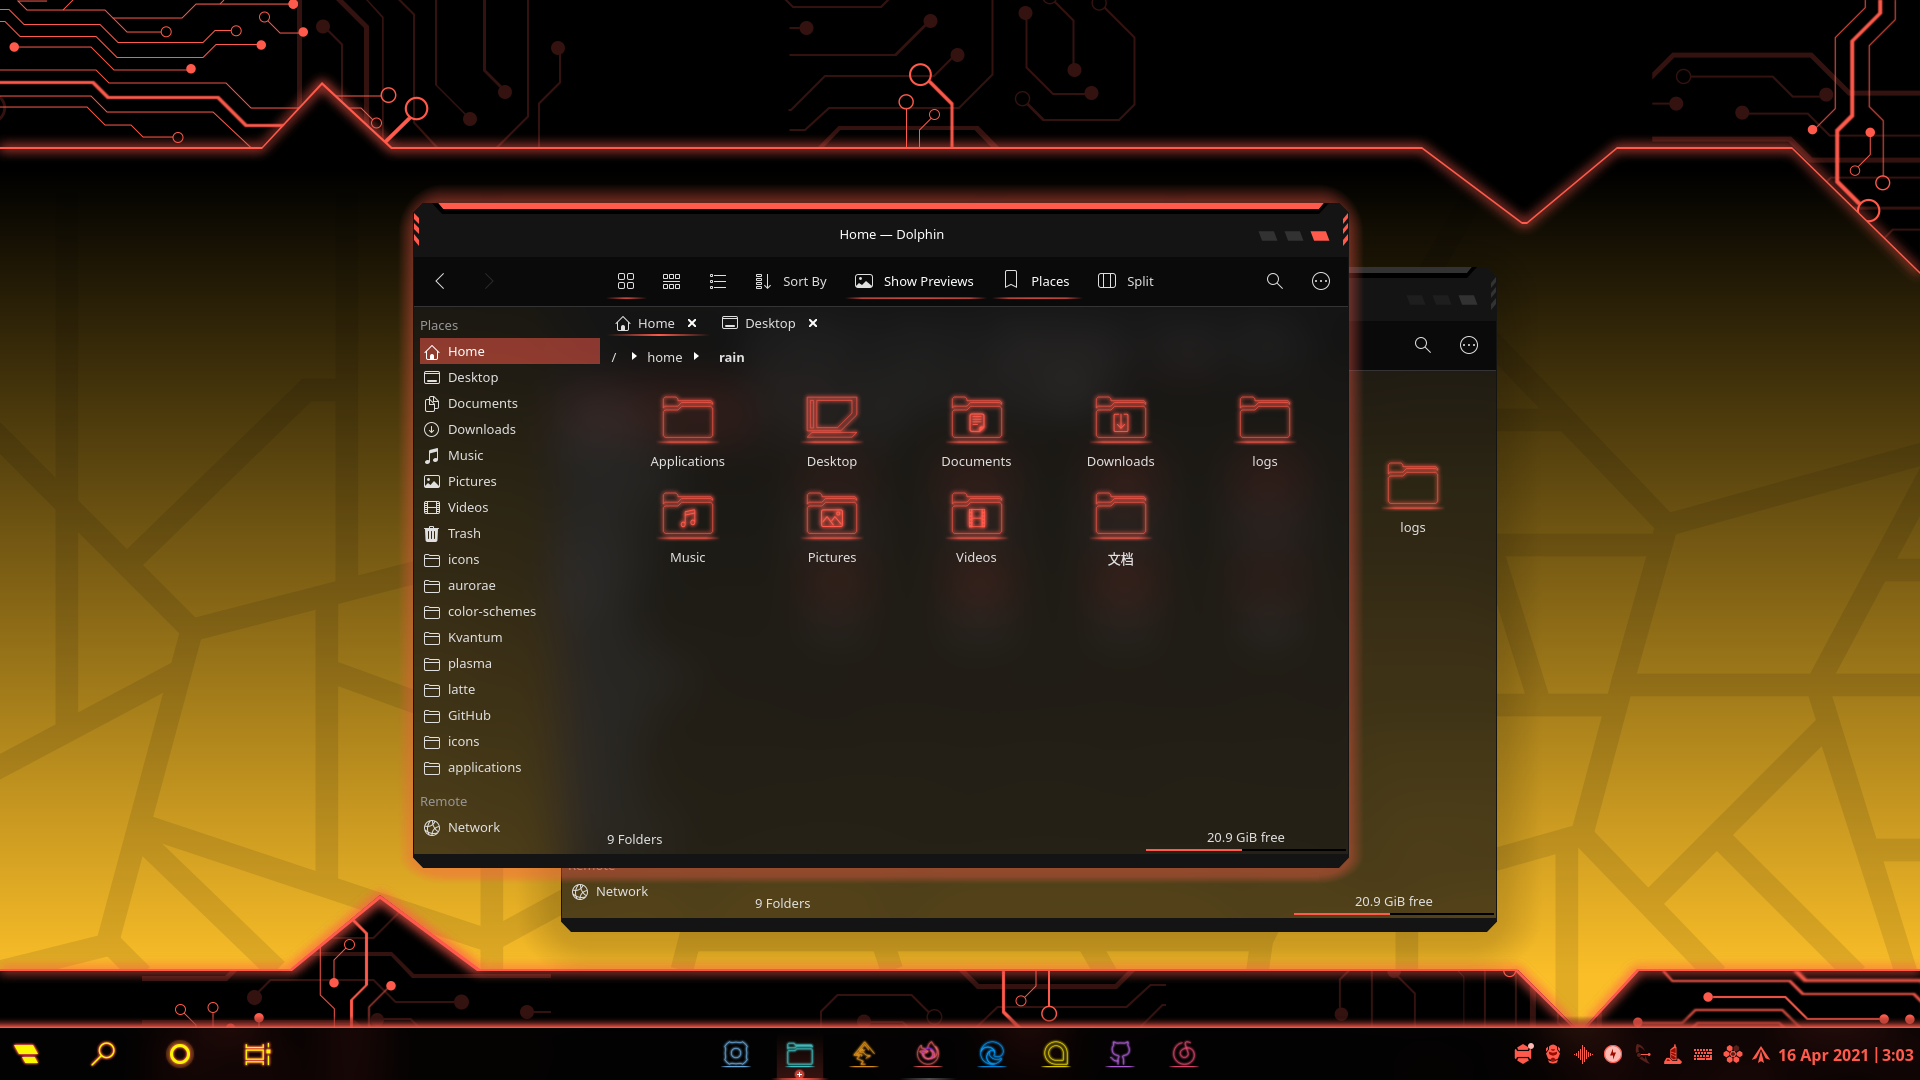 Home — Dolphin
Sort By
Show Previews
Places
Split
Places
Home
Desktop
Documents
Downloads
Music
Pictures
Videos
Trash
icons
aurorae
color-schemes
Kvantum
plasma
latte
GitHub
icons
applications
Remote
Network
Home
Desktop
/ home rain
Applications
Desktop
Documents
Downloads
logs
Music
Pictures
Videos
文档
9 Folders
20.9 GiB free
logs
Remote
Network
9 Folders
20.9 GiB free
16 Apr 2021 | 3:03